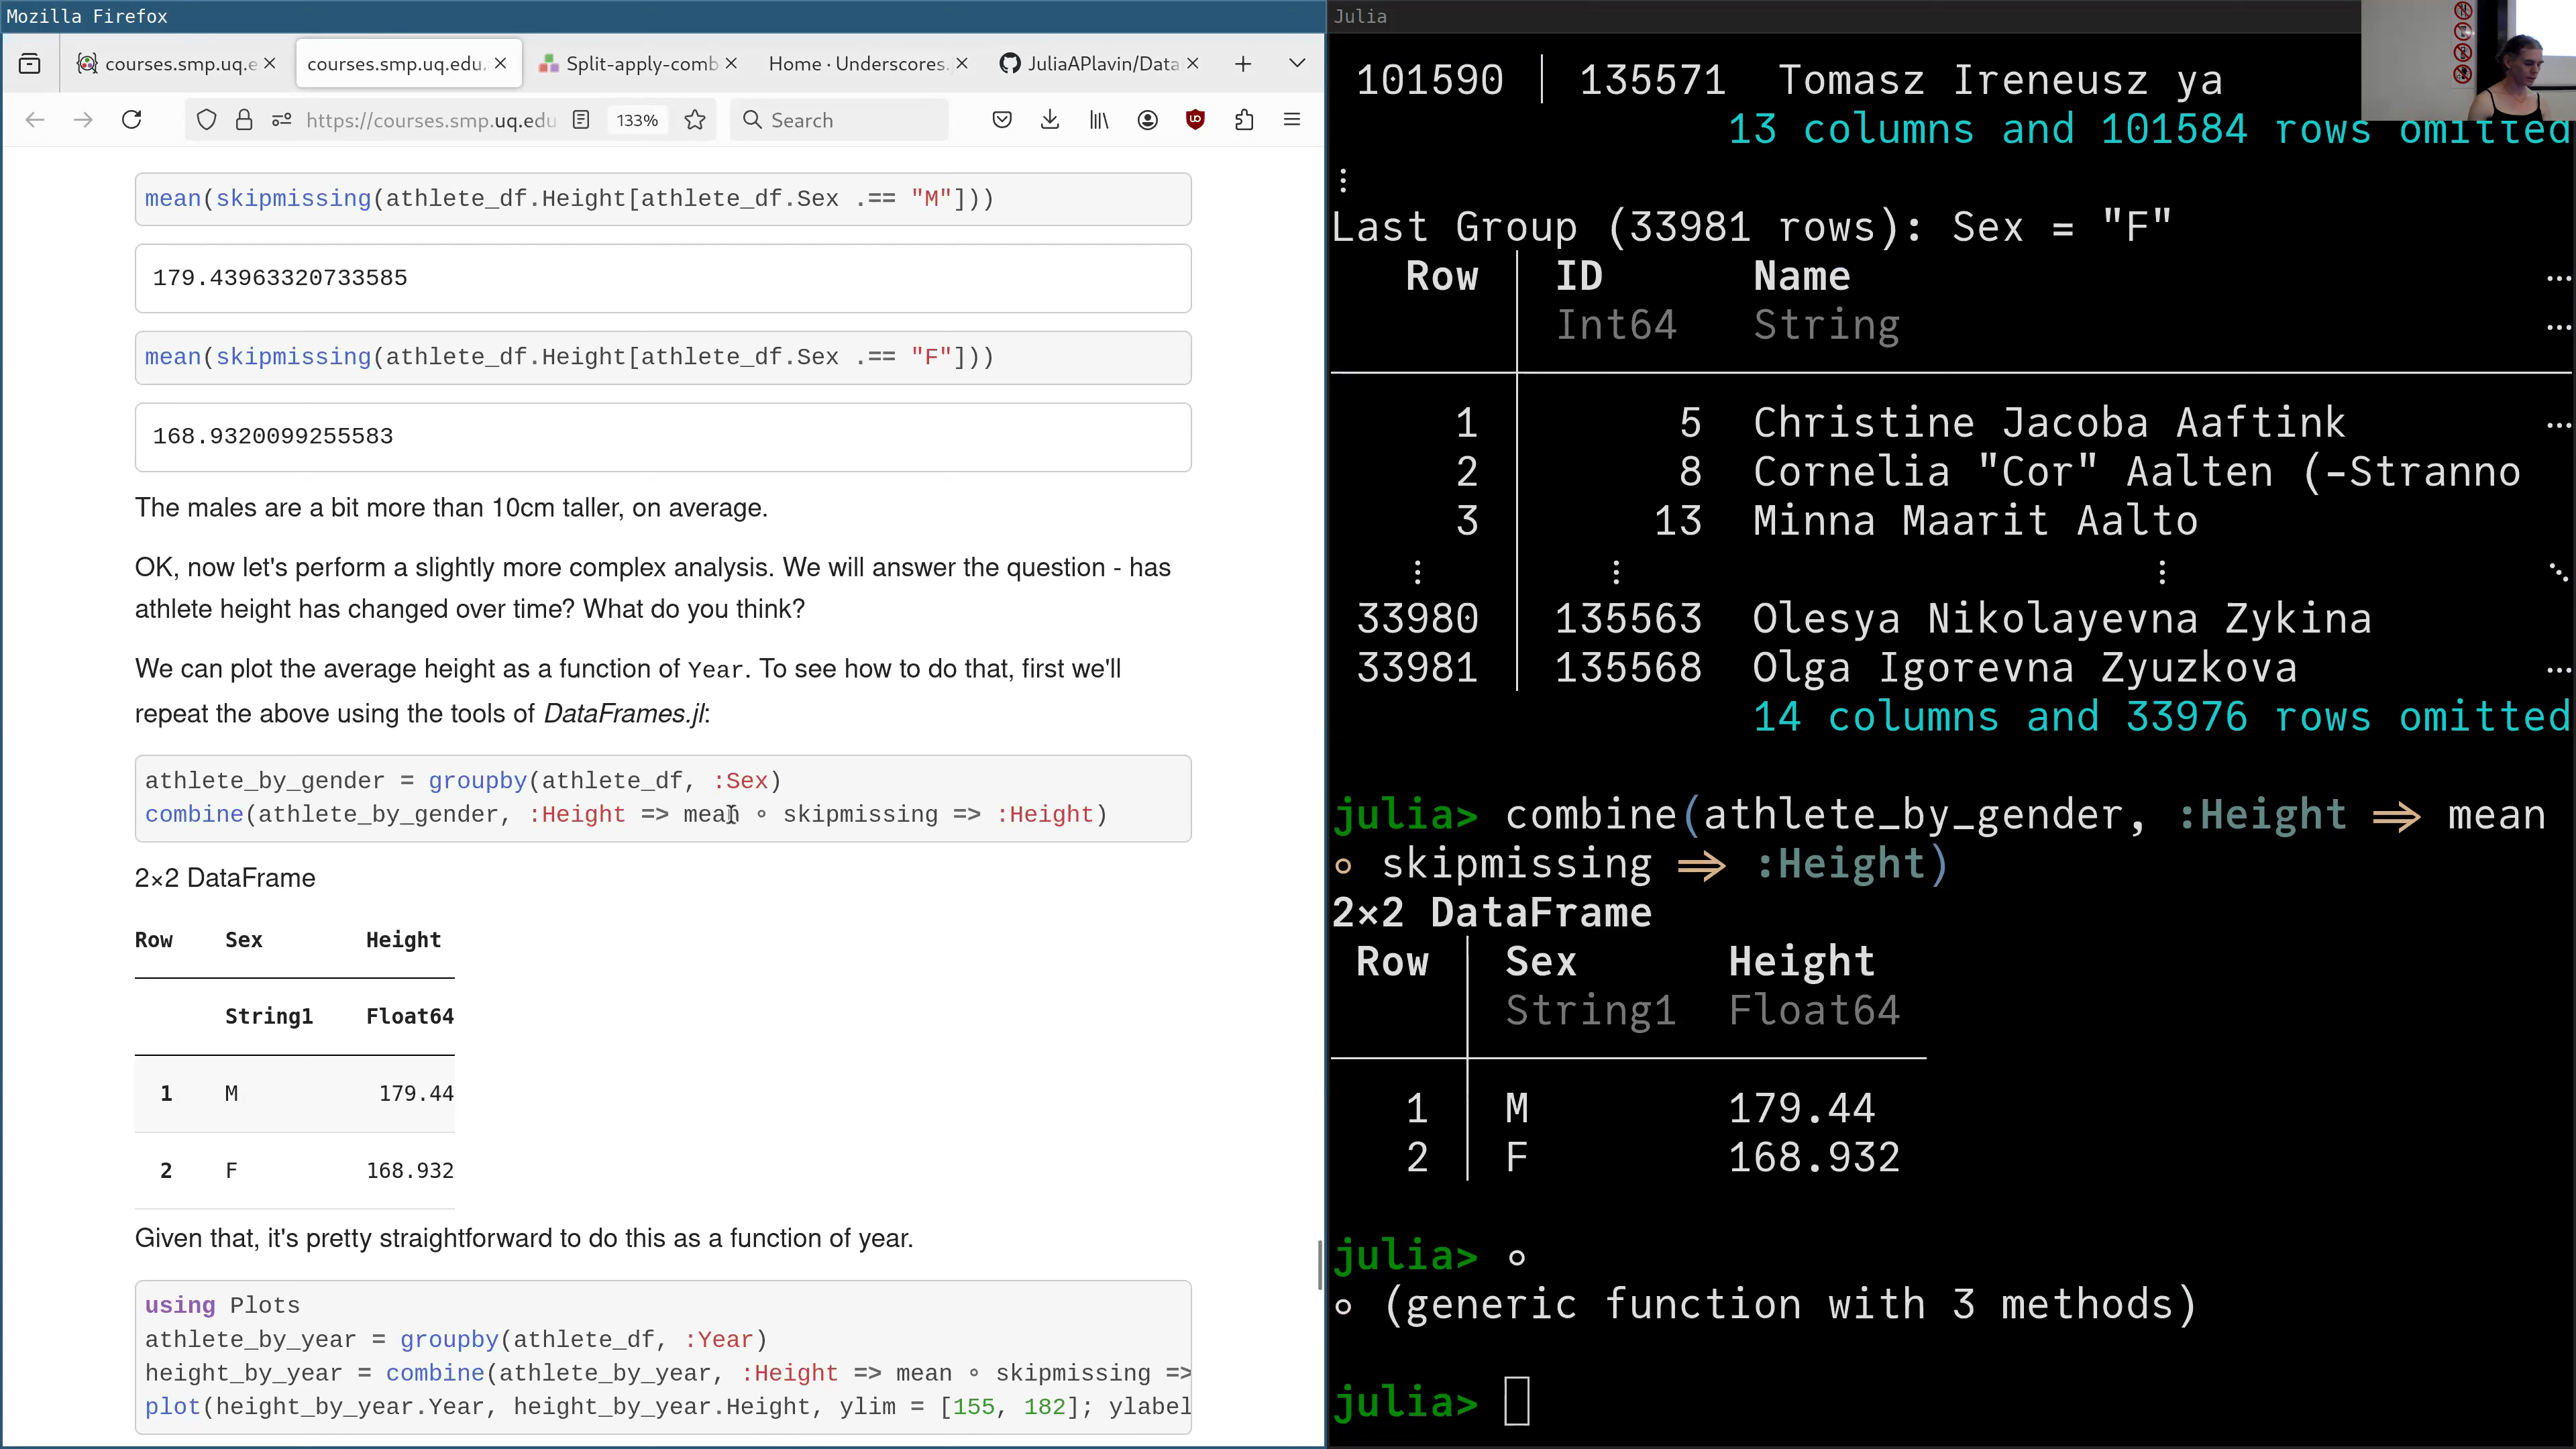 Mozilla Firefox
courses.smp.uq.e
courses.smp.uq.edu.
Split-apply-comb
Home · Underscores.
JuliaAPlavin/Data
https://courses.smp.uq.edu
133%
Search
mean(skipmissing(athlete_df.Height[athlete_df.Sex .== "M"]))
179.43963320733585
mean(skipmissing(athlete_df.Height[athlete_df.Sex .== "F"]))
168.9320099255583
The males are a bit more than 10cm taller, on average.
OK, now let's perform a slightly more complex analysis. We will answer the question - has
athlete height has changed over time? What do you think?
We can plot the average height as a function of Year. To see how to do that, first we'll
repeat the above using the tools of DataFrames.jl:
athlete_by_gender = groupby(athlete_df, :Sex)
combine(athlete_by_gender, :Height => mean ∘ skipmissing => :Height)
2×2 DataFrame
Row Sex Height
String1 Float64
1 M 179.44
2 F 168.932
Given that, it's pretty straightforward to do this as a function of year.
using Plots
athlete_by_year = groupby(athlete_df, :Year)
height_by_year = combine(athlete_by_year, :Height => mean ∘ skipmissing =>
plot(height_by_year.Year, height_by_year.Height, ylim = [155, 182]; ylabel
Julia
101590 │ 135571 Tomasz Ireneusz ya
13 columns and 101584 rows omitted
⋮
Last Group (33981 rows): Sex = "F"
Row │ ID Name ⋯
│ Int64 String ⋯
1 │ 5 Christine Jacoba Aaftink ⋯
2 │ 8 Cornelia "Cor" Aalten (-Stranno
3 │ 13 Minna Maarit Aalto
⋮ │ ⋮ ⋮ ⋱
33980 │ 135563 Olesya Nikolayevna Zykina
33981 │ 135568 Olga Igorevna Zyuzkova ⋯
14 columns and 33976 rows omitted
julia> combine(athlete_by_gender, :Height => mean
∘ skipmissing => :Height)
2×2 DataFrame
Row │ Sex Height
│ String1 Float64
1 │ M 179.44
2 │ F 168.932
julia> ∘
∘ (generic function with 3 methods)
julia>